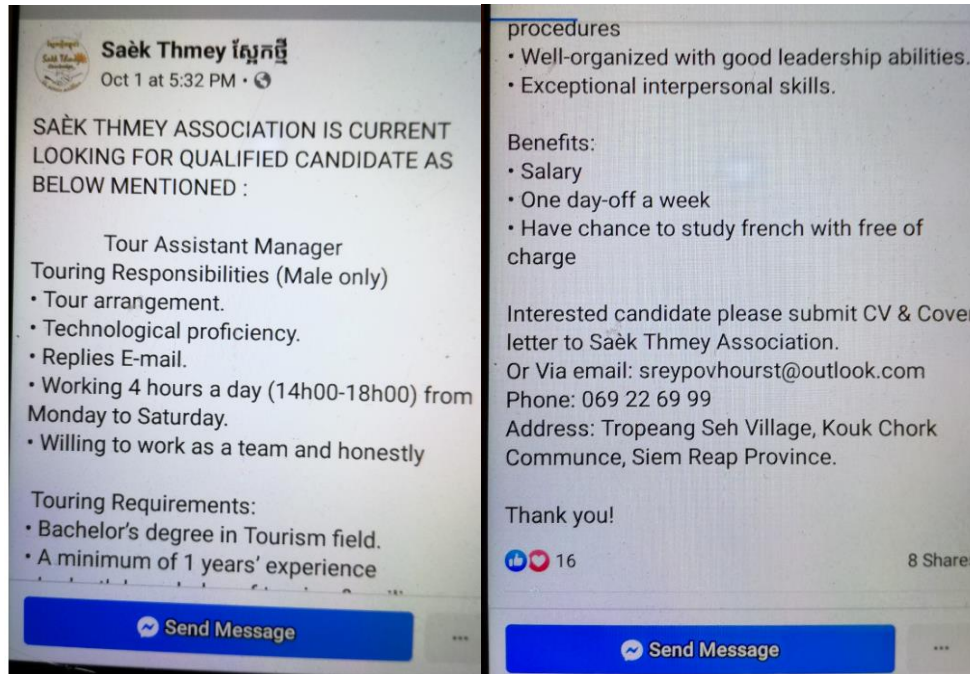 Saèk Thmey ស្បែកថ្មី
Oct 1 at 5:32 PM ·
SAÈK THMEY ASSOCIATION IS CURRENT
LOOKING FOR QUALIFIED CANDIDATE AS
BELOW MENTIONED :
Tour Assistant Manager
Touring Responsibilities (Male only)
• Tour arrangement.
• Technological proficiency.
• Replies E-mail.
• Working 4 hours a day (14h00-18h00) from
Monday to Saturday.
• Willing to work as a team and honestly
Touring Requirements:
• Bachelor's degree in Tourism field.
• A minimum of 1 years' experience
Send Message
procedures
• Well-organized with good leadership abilities.
• Exceptional interpersonal skills.
Benefits:
• Salary
• One day-off a week
• Have chance to study french with free of
charge
Interested candidate please submit CV & Cover
letter to Saèk Thmey Association.
Or Via email: sreypovhourst@outlook.com
Phone: 069 22 69 99
Address: Tropeang Seh Village, Kouk Chork
Communce, Siem Reap Province.
Thank you!
16
8 Share
Send Message